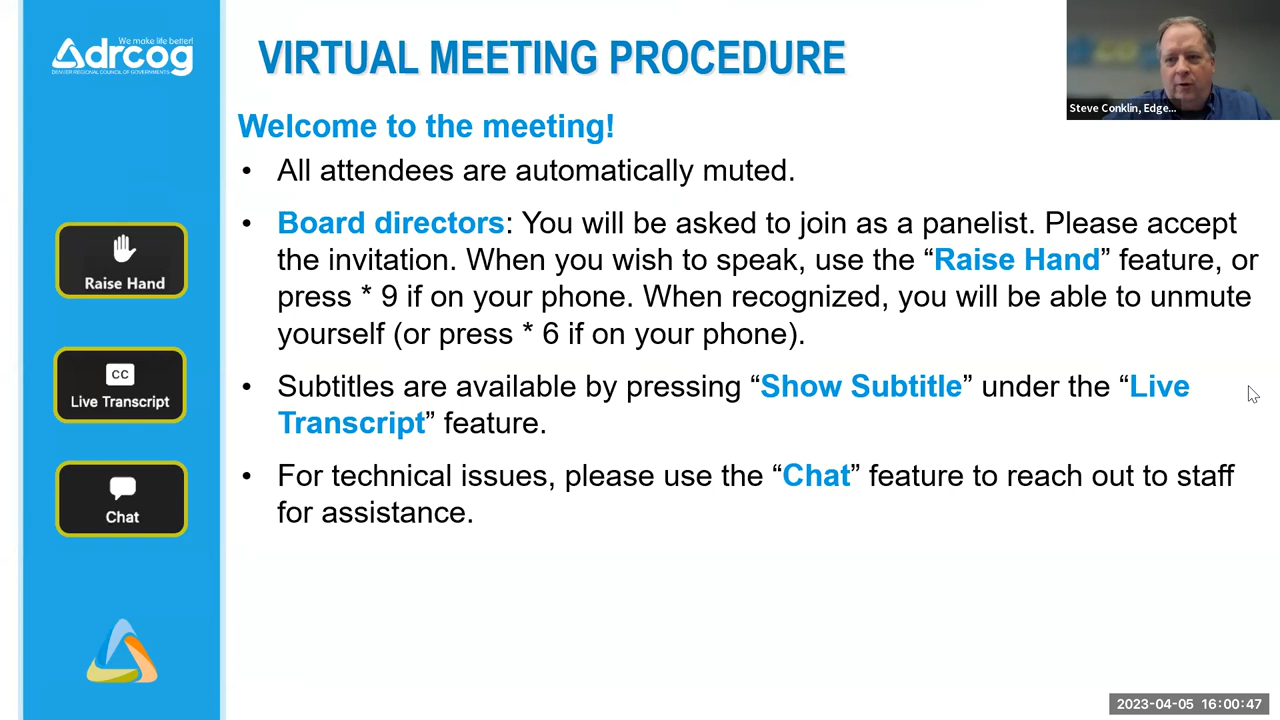 We make life better!
drcog
DENVER REGIONAL COUNCIL OF GOVERNMENTS
VIRTUAL MEETING PROCEDURE
Steve Conklin, Edge...
Welcome to the meeting!
• All attendees are automatically muted.
• Board directors: You will be asked to join as a panelist. Please accept
the invitation. When you wish to speak, use the “Raise Hand” feature, or
press * 9 if on your phone. When recognized, you will be able to unmute
yourself (or press * 6 if on your phone).
• Subtitles are available by pressing “Show Subtitle” under the “Live
Transcript” feature.
• For technical issues, please use the “Chat” feature to reach out to staff
for assistance.
Raise Hand
CC
Live Transcript
Chat
2023-04-05 16:00:47